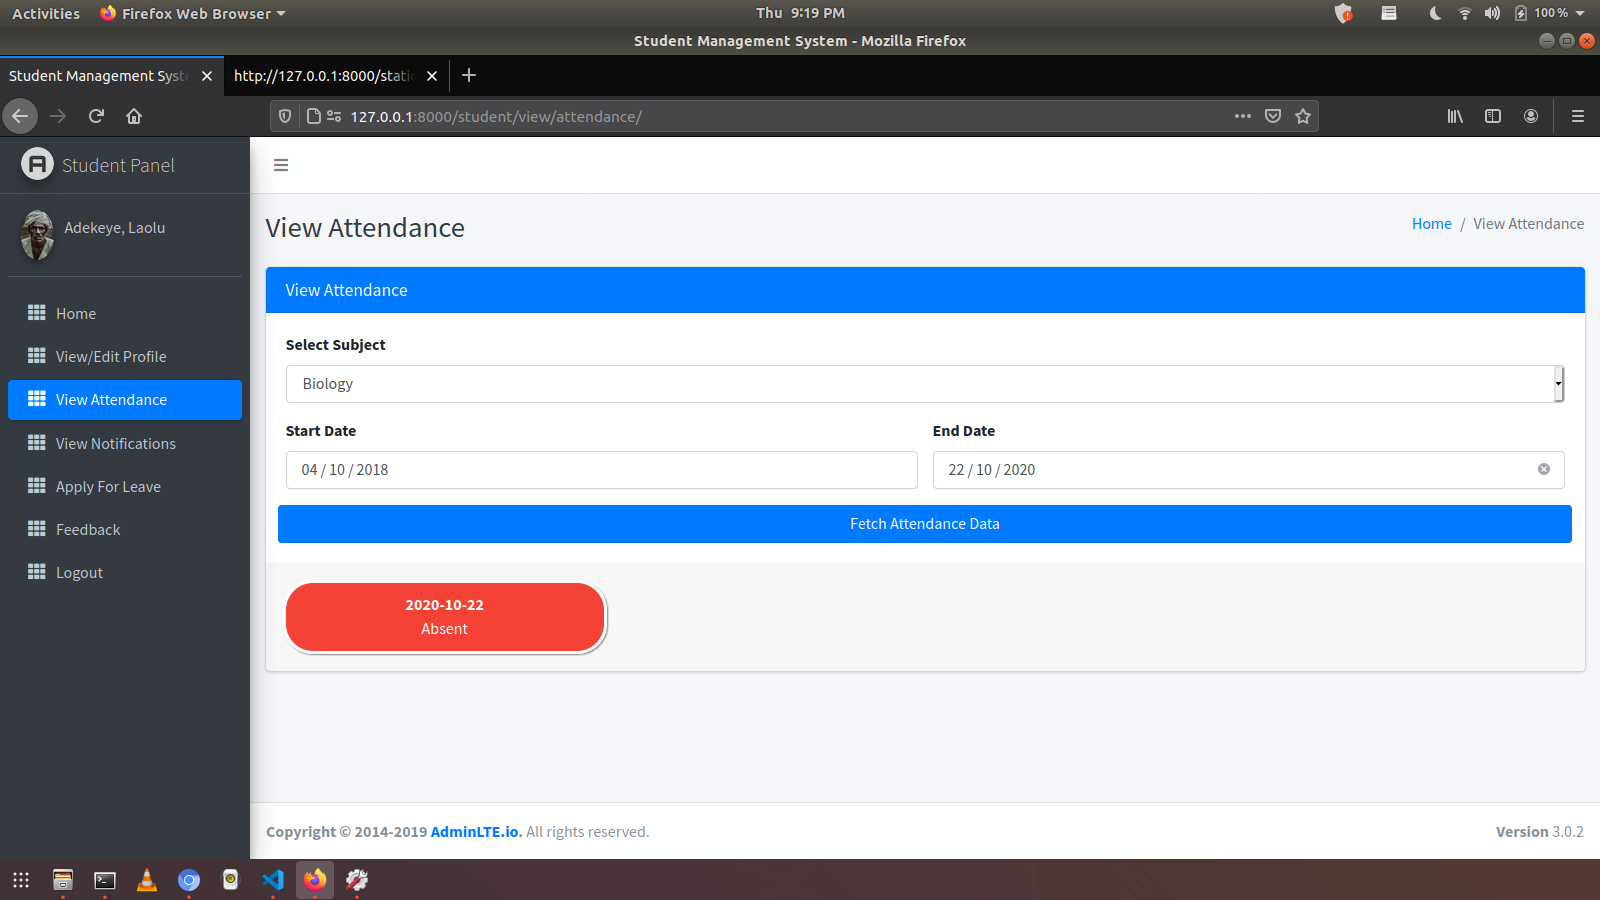 Activities Firefox Web Browser Thu 9:19 PM 100 %
Student Management System - Mozilla Firefox
Student Management Syst http://127.0.0.1:8000/stati
127.0.0.1:8000/student/view/attendance/
Student Panel
Adekeye, Laolu
Home
View/Edit Profile
View Attendance
View Notifications
Apply For Leave
Feedback
Logout
View Attendance
Home / View Attendance
View Attendance
Select Subject
Biology
Start Date
04 / 10 / 2018
End Date
22 / 10 / 2020
Fetch Attendance Data
2020-10-22
Absent
Copyright © 2014-2019 AdminLTE.io. All rights reserved.
Version 3.0.2